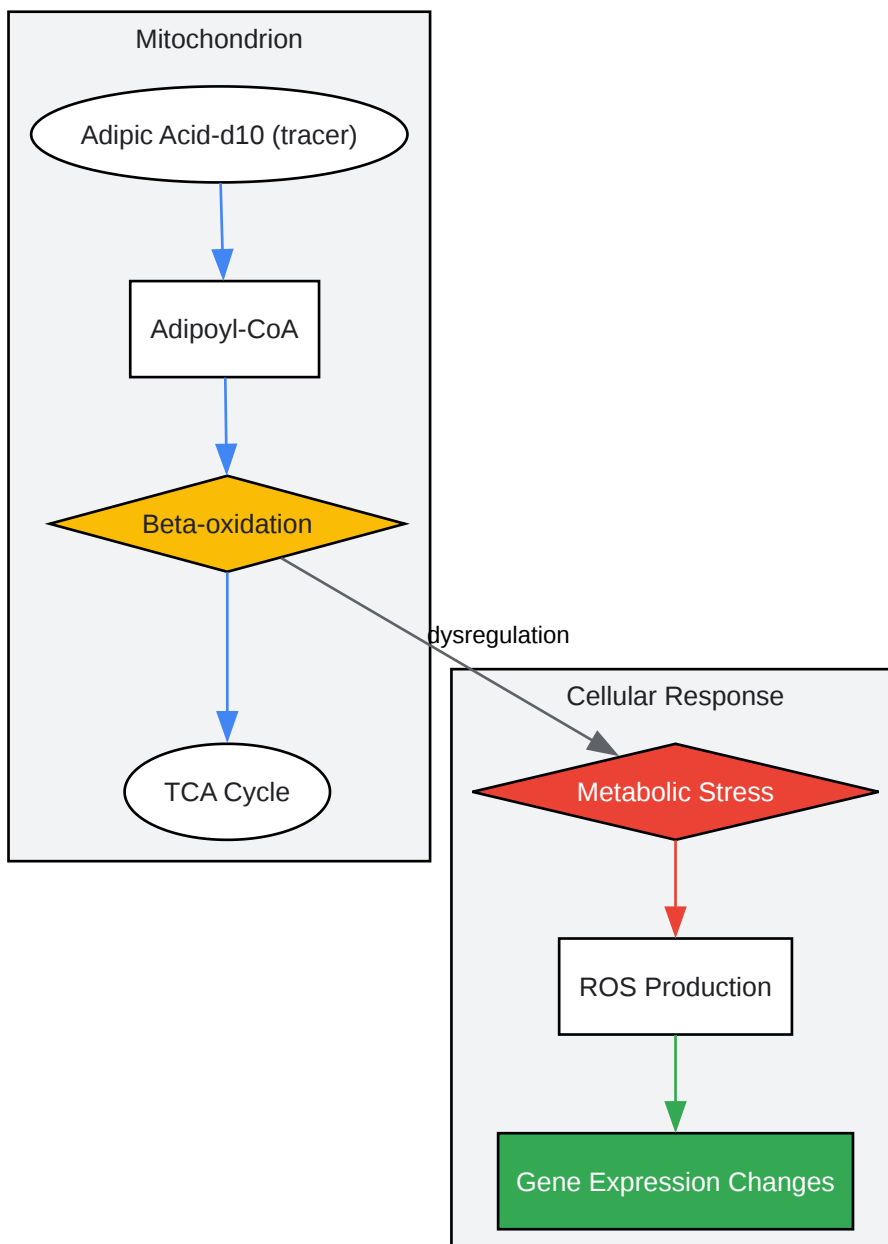 Mitochondrion
Adipic Acid-d10 (tracer)
Adipoyl-CoA
Beta-oxidation
dysregulation
TCA Cycle
Cellular Response
Metabolic Stress
ROS Production
Gene Expression Changes